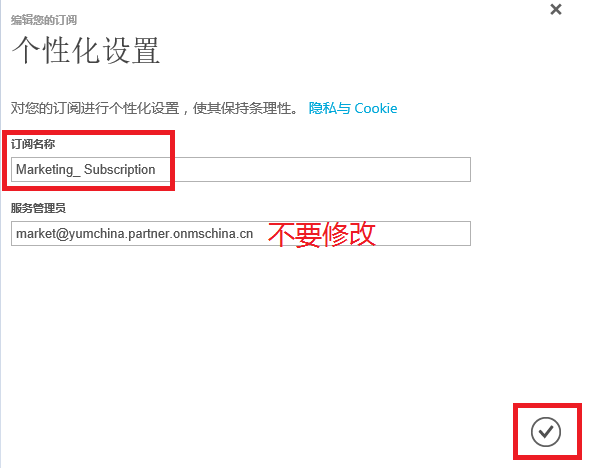 编辑您的订阅
个性化设置
对您的订阅进行个性化设置，使其保持条理性。 隐私与 Cookie
订阅名称
Marketing_ Subscription
服务管理员
market@yumchina.partner.onmschina.cn 不要修改